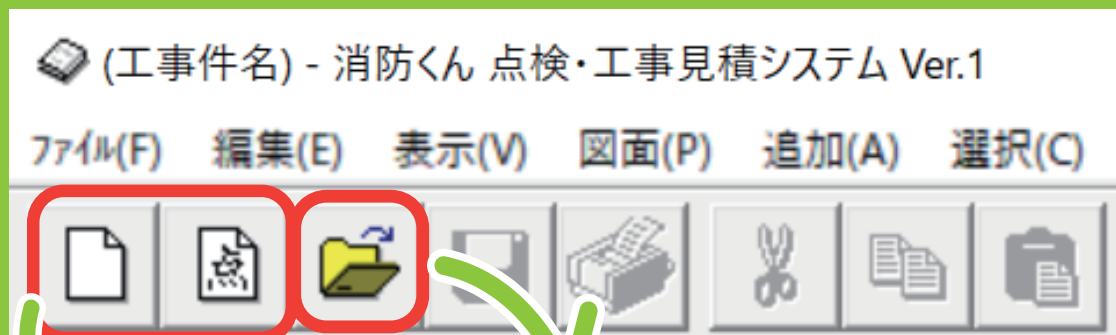 (工事件名) - 消防くん 点検・工事見積システム Ver.1
ﾌｧｲﾙ(F) 編集(E) 表示(V) 図面(P) 追加(A) 選択(C)
点